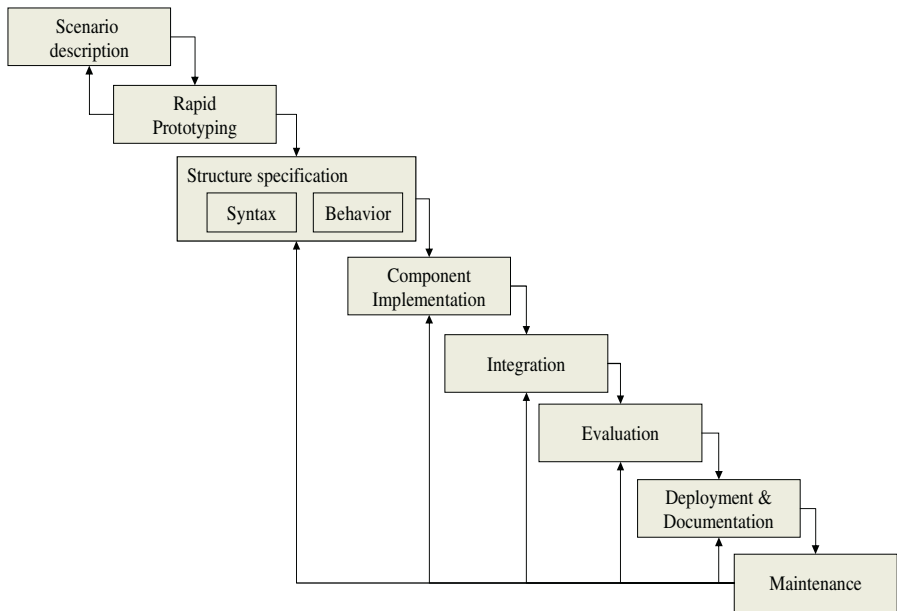 Scenario
description
Rapid
Prototyping
Structure specification
Syntax
Behavior
Component
Implementation
Integration
Evaluation
Deployment &
Documentation
Maintenance